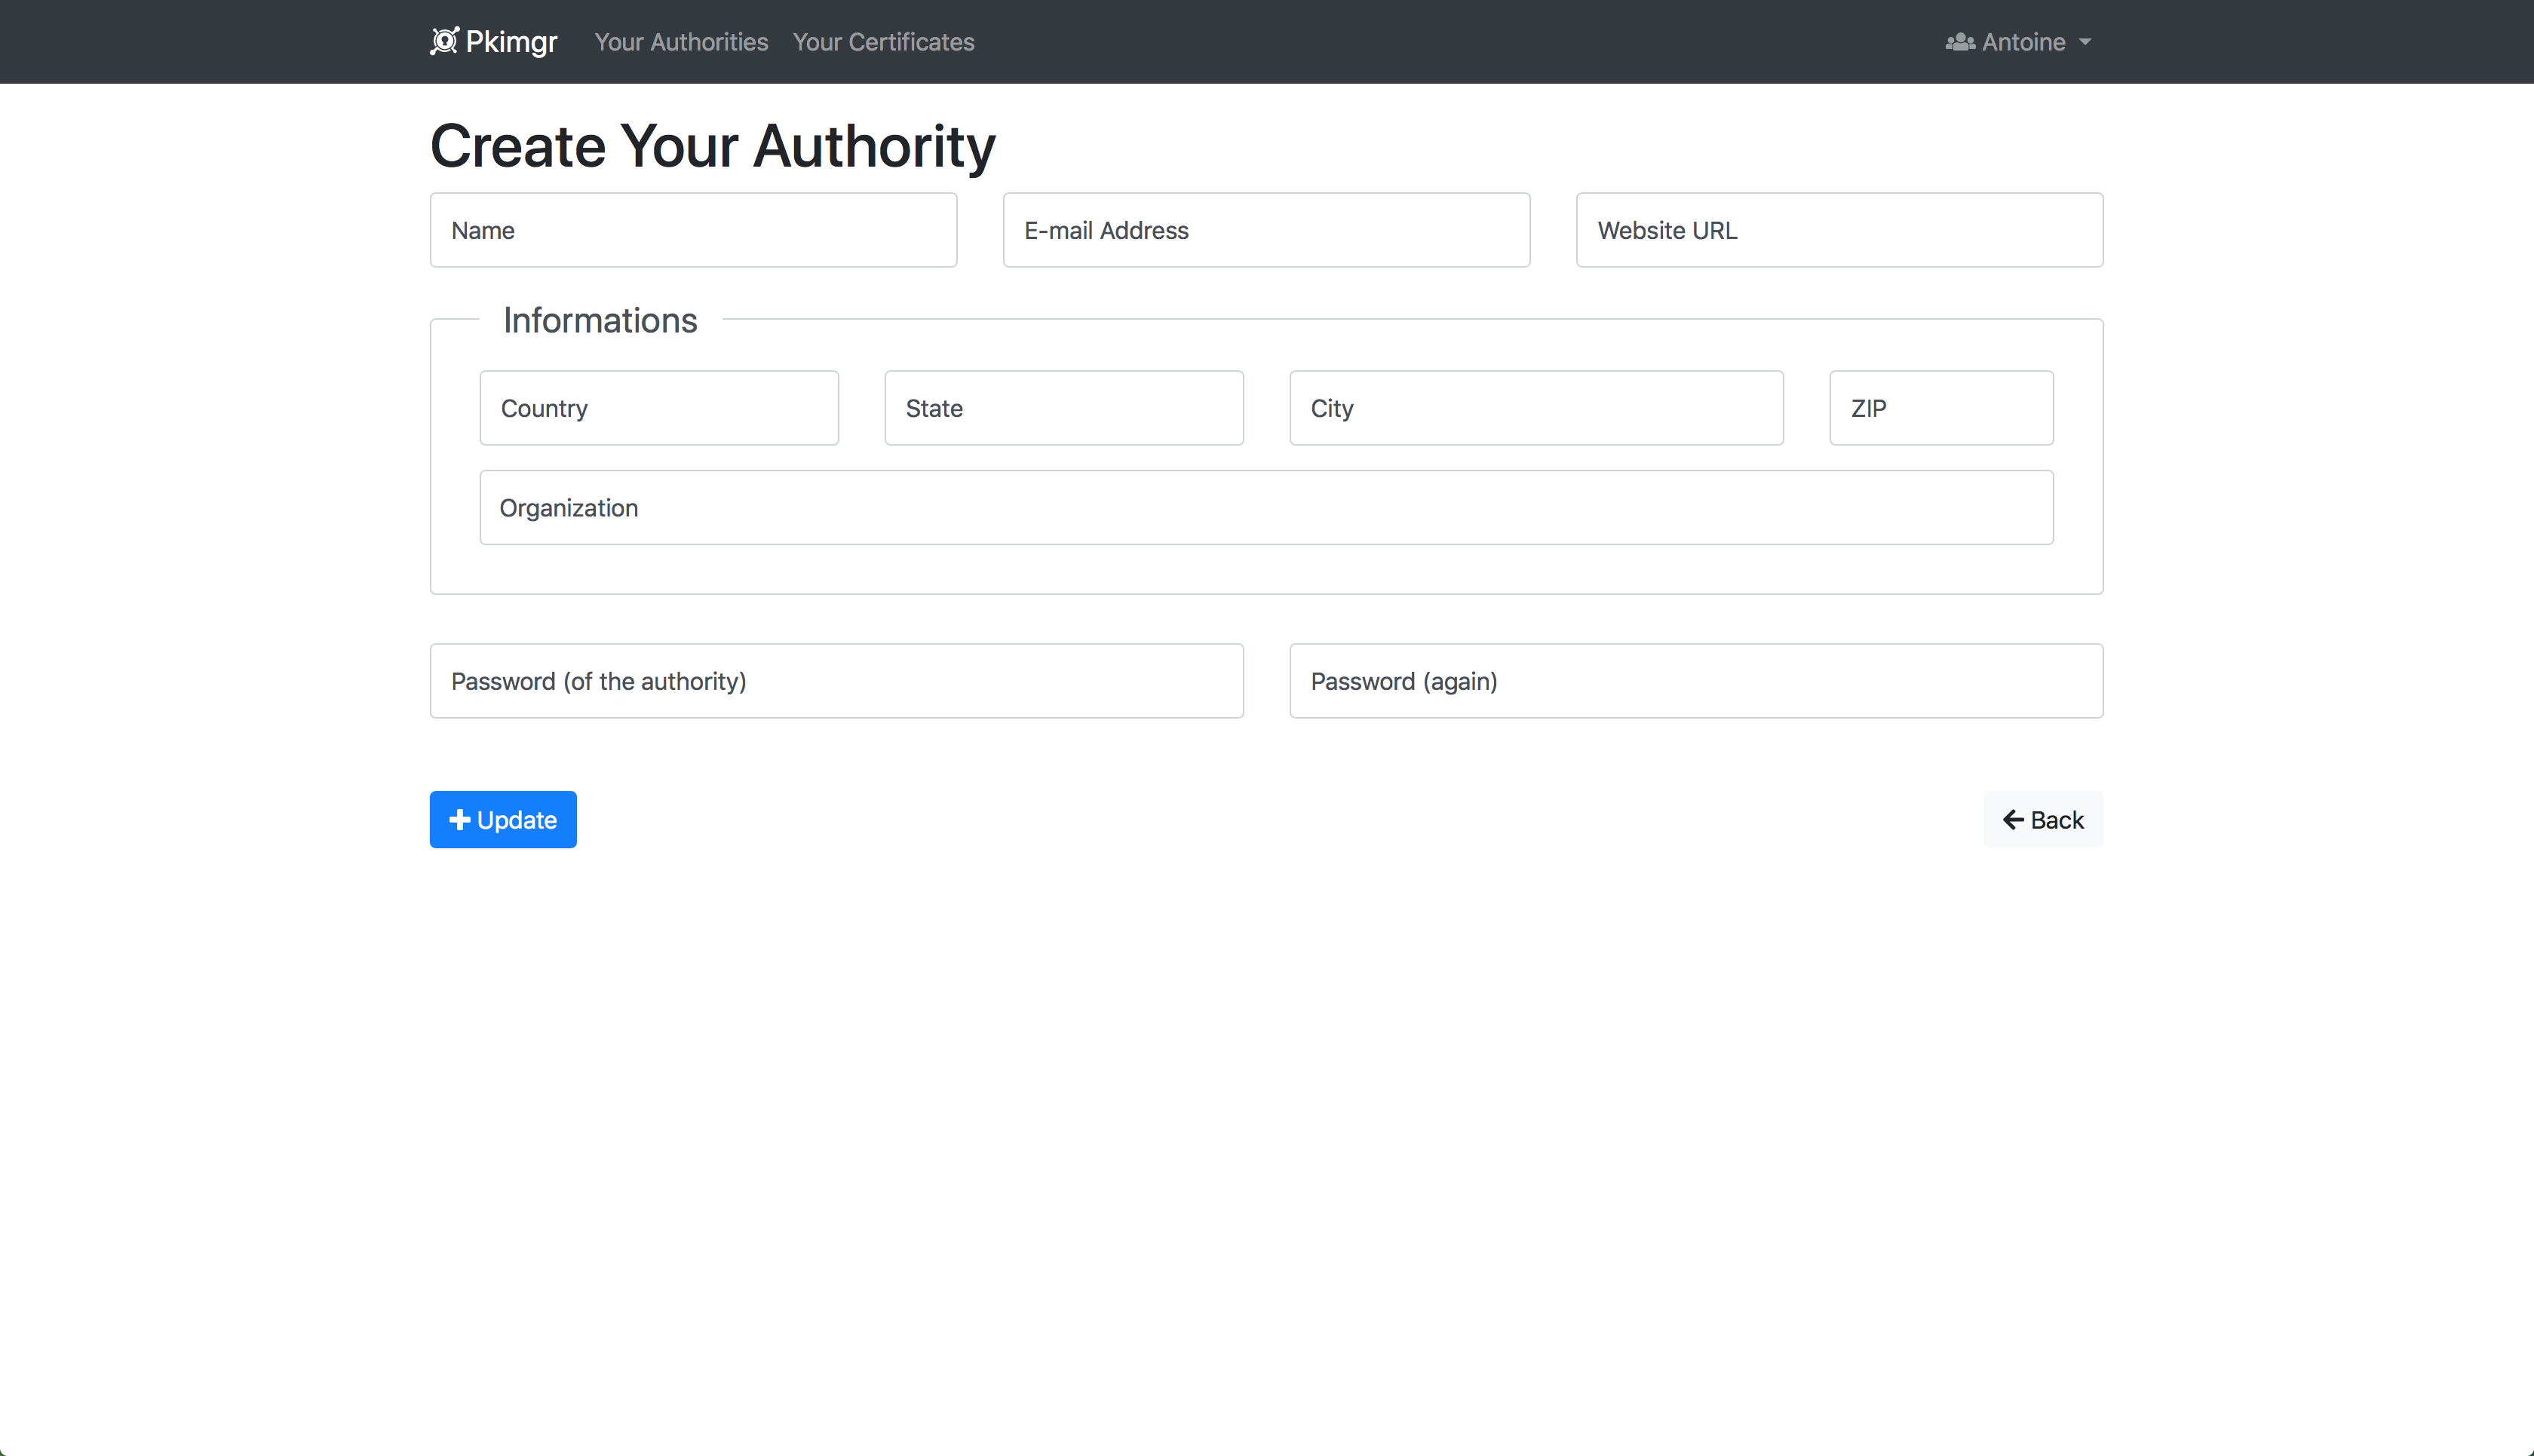 Pkimgr Your Authorities Your Certificates Antoine
Create Your Authority
Name E-mail Address Website URL
Informations
Country State City ZIP
Organization
Password (of the authority) Password (again)
Update Back